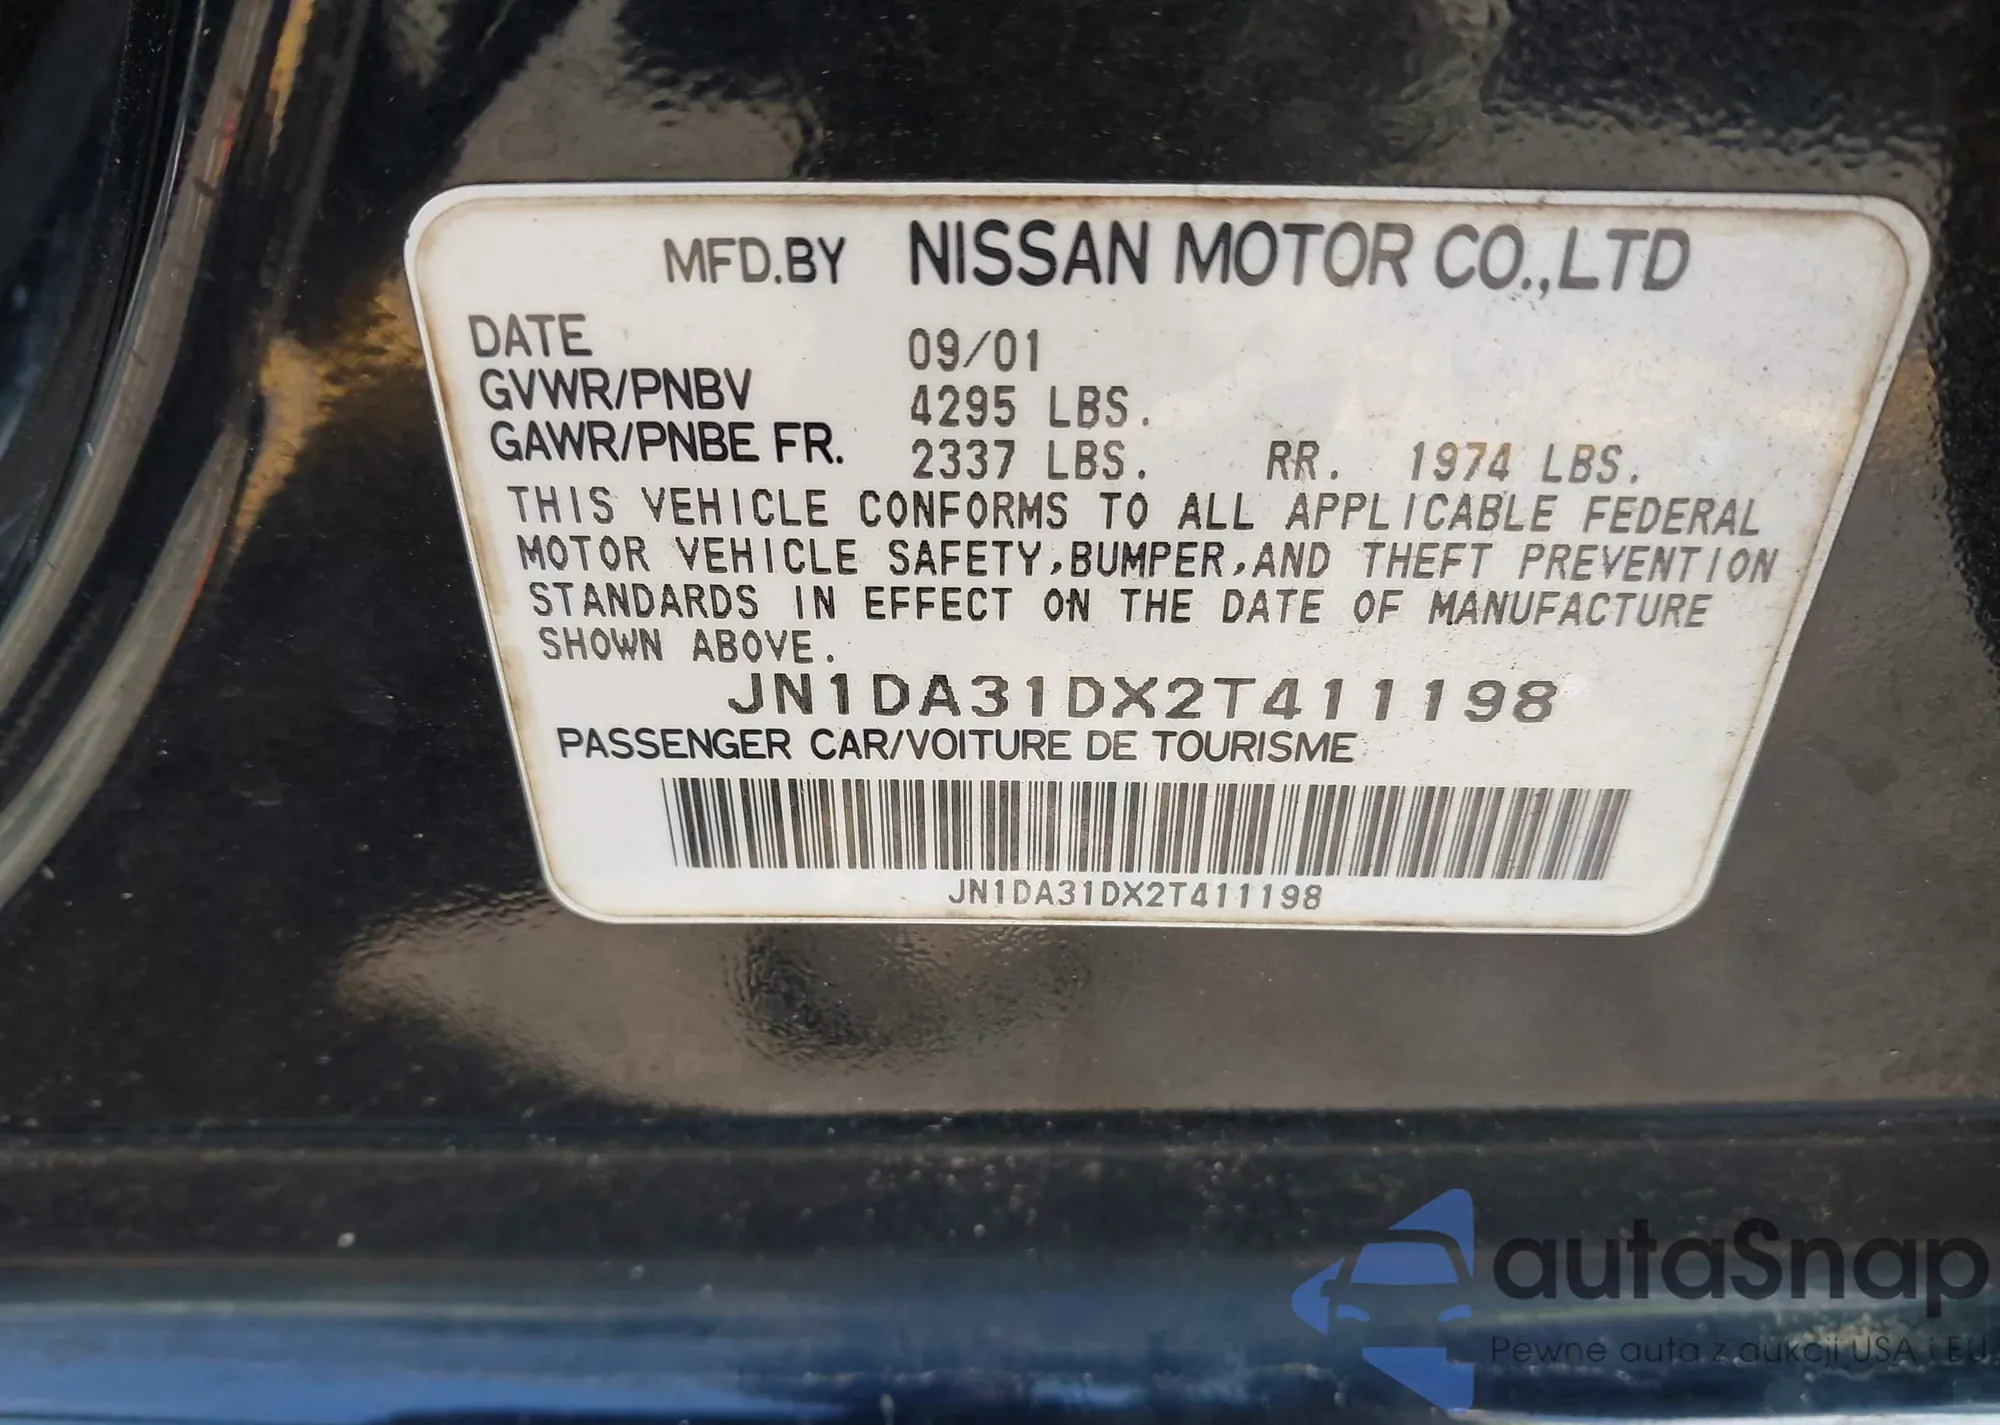 MFD.BY NISSAN MOTOR CO.,LTD
DATE 09/01
GVWR/PNBV 4295 LBS.
GAWR/PNBE FR. 2337 LBS. RR. 1974 LBS.
THIS VEHICLE CONFORMS TO ALL APPLICABLE FEDERAL
MOTOR VEHICLE SAFETY,BUMPER,AND THEFT PREVENTION
STANDARDS IN EFFECT ON THE DATE OF MANUFACTURE
SHOWN ABOVE.
JN1DA31DX2T411198
PASSENGER CAR/VOITURE DE TOURISME
JN1DA31DX2T411198
autaSnap
Pewne auta z aukcji USA i EU